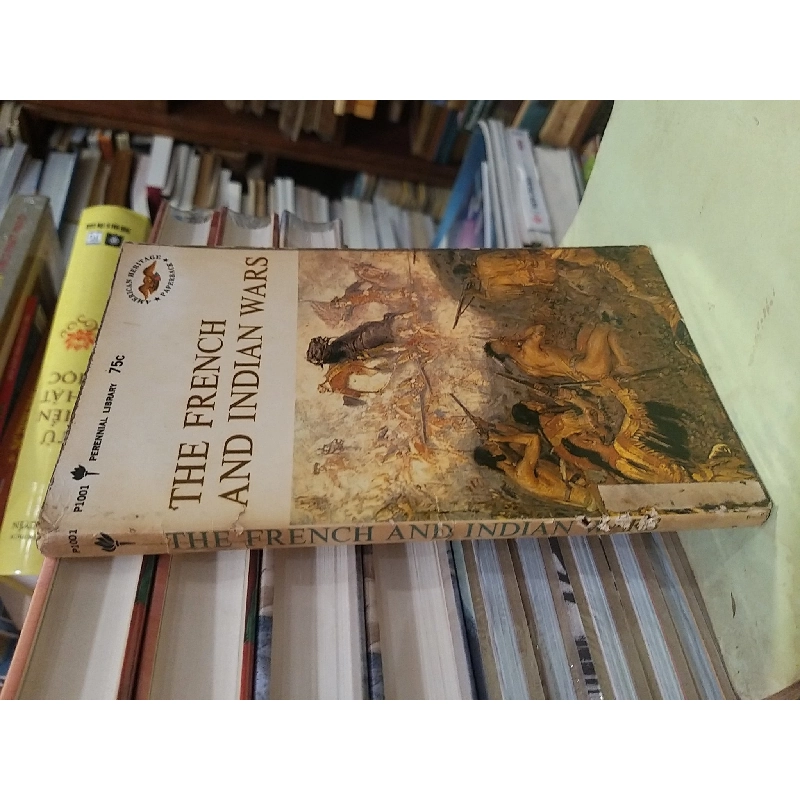 AMERICAN HERITAGE
PAPERBACK
P1001
PERENNIAL LIBRARY 75c
THE FRENCH
AND INDIAN WARS
P1001
THE FRENCH AND INDIAN